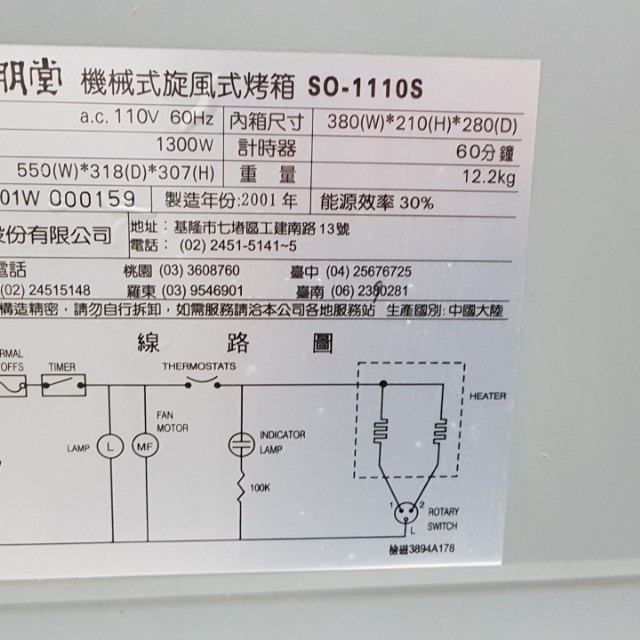 朋堂 機械式旋風式烤箱 SO-1110S
a.c. 110V 60Hz 內箱尺寸 380(W)*210(H)*280(D)
1300W 計時器 60分鐘
550(W)*318(D)*307(H) 重量 12.2kg
01W 000159 製造年份:2001年 能源效率30%
股份有限公司 地址: 基隆市七堵區工建南路13號
電話: (02) 2451-5141~5
電話 桃園 (03) 3608760 臺中 (04) 25676725
(02) 24515148 羅東 (03) 9546901 臺南 (06) 2380281
構造精密, 請勿自行拆卸, 如需服務請洽本公司各地服務站 生產國別: 中國大陸
線路圖
RMAL
OFFS TIMER THERMOSTATS
HEATER
FAN
MOTOR
LAMP L MF INDICATOR
LAMP
100K
1 2 ROTARY
SWITCH
L
檢磁3894A178